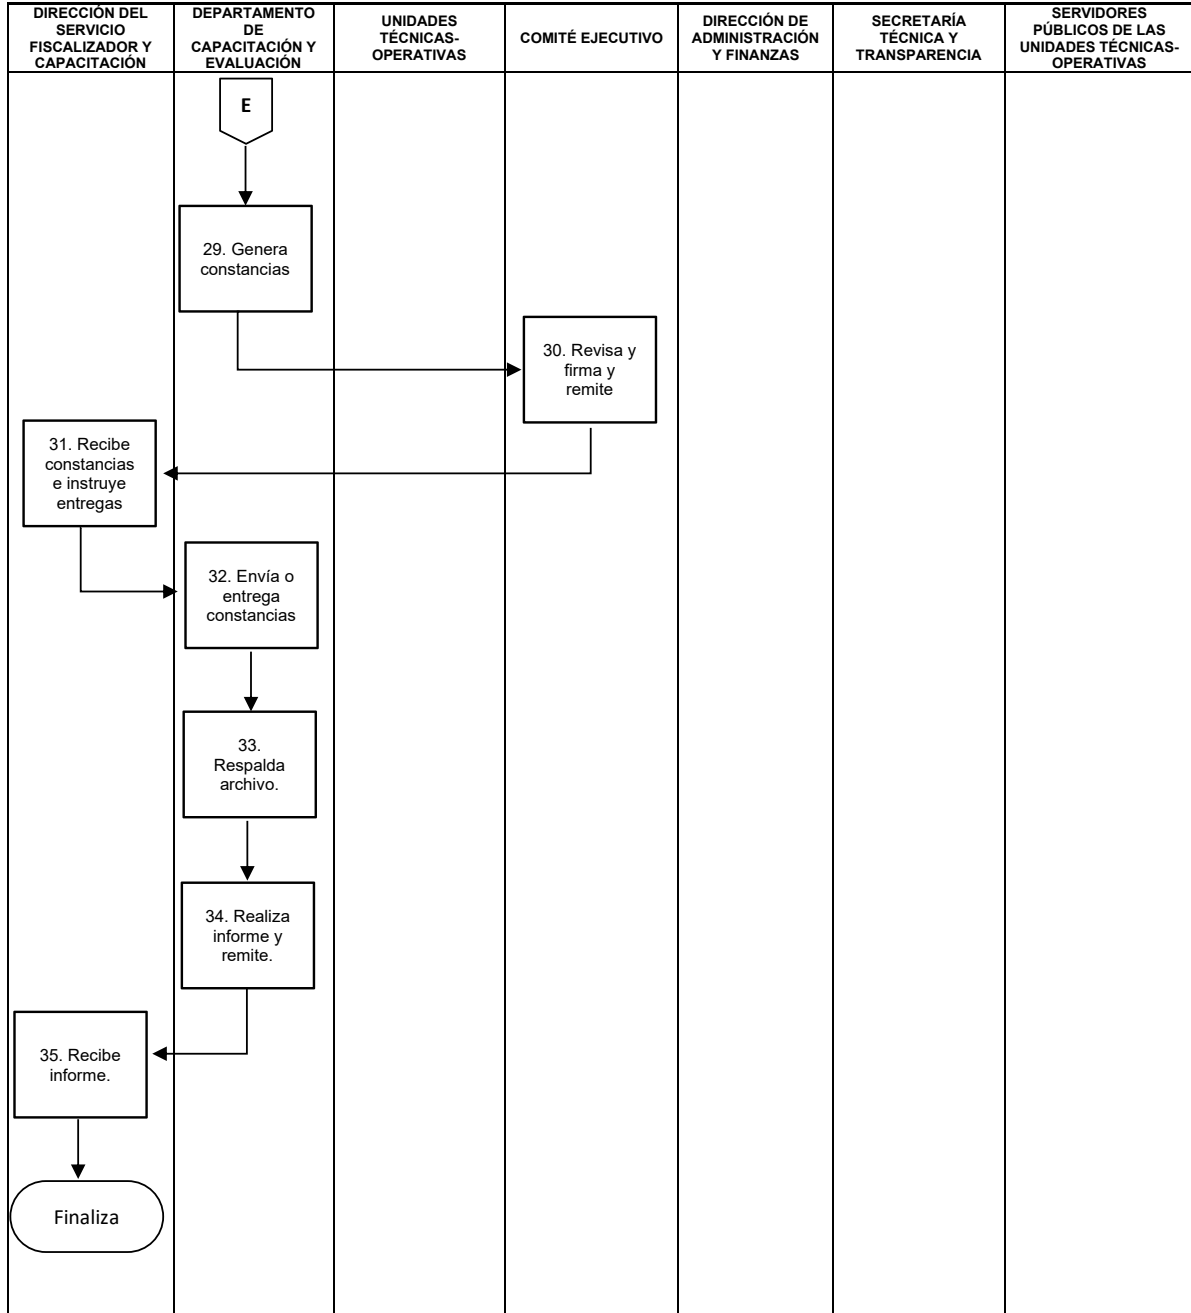 DIRECCIÓN DEL
SERVICIO
FISCALIZADOR Y
CAPACITACIÓN
DEPARTAMENTO
DE
CAPACITACIÓN Y
EVALUACIÓN
UNIDADES
TÉCNICAS-
OPERATIVAS
COMITÉ EJECUTIVO
DIRECCIÓN DE
ADMINISTRACIÓN
Y FINANZAS
SECRETARÍA
TÉCNICA Y
TRANSPARENCIA
SERVIDORES
PÚBLICOS DE LAS
UNIDADES TÉCNICAS-
OPERATIVAS
E
29. Genera
constancias
30. Revisa y
firma y
remite
31. Recibe
constancias
e instruye
entregas
32. Envía o
entrega
constancias
33.
Respalda
archivo.
34. Realiza
informe y
remite.
35. Recibe
informe.
Finaliza